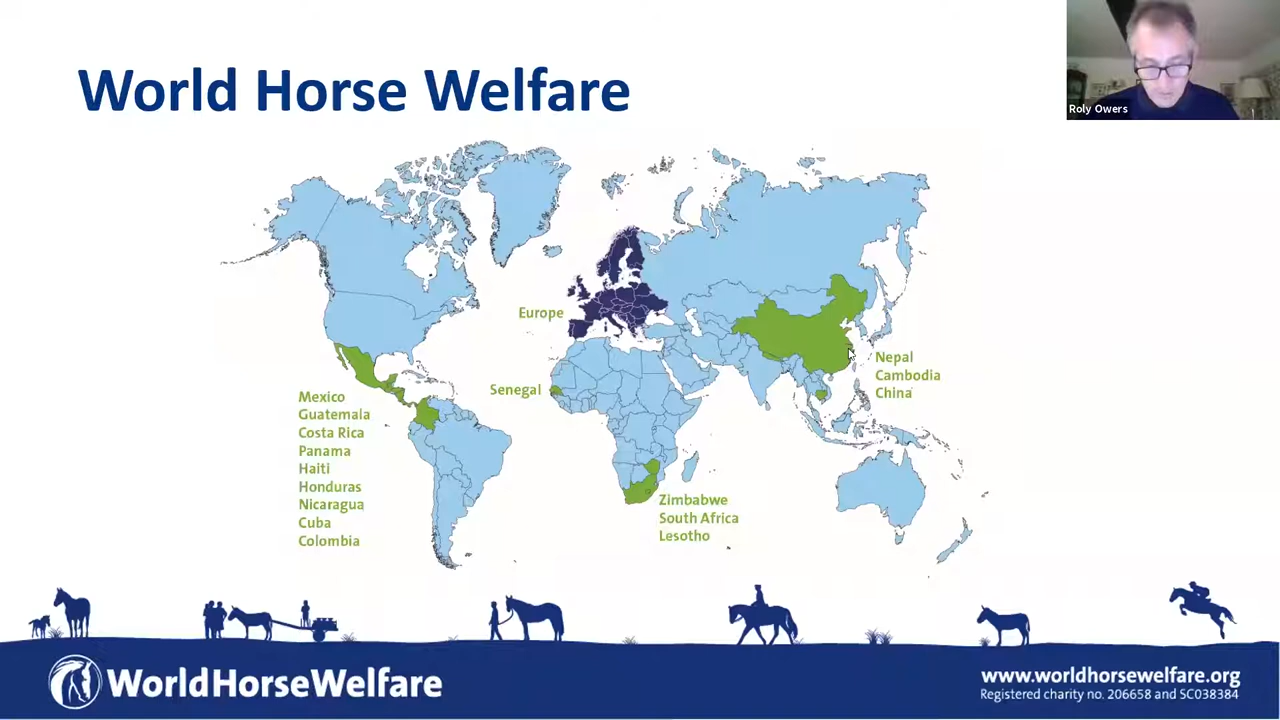 World Horse Welfare
Roly Owers
Europe
Senegal
Nepal
Cambodia
China
Mexico
Guatemala
Costa Rica
Panama
Haiti
Honduras
Nicaragua
Cuba
Colombia
Zimbabwe
South Africa
Lesotho
WorldHorseWelfare
www.worldhorsewelfare.org
Registered charity no. 206658 and SC038384